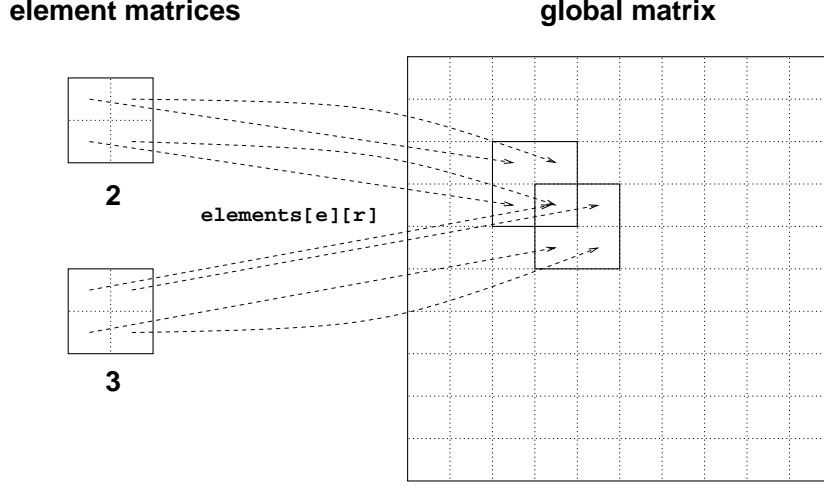 element matrices
global matrix
2
elements[e][r]
3